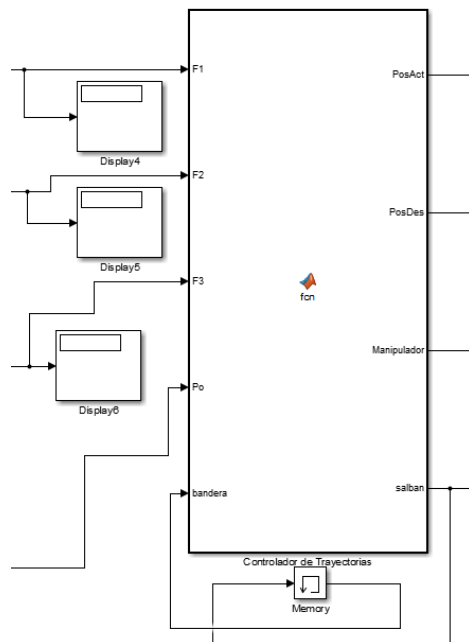 F1
PosAct
Display4
F2
PosDes
Display5
F3
fcn
Manipulador
Po
Display6
bandera
salban
Controlador de Trayectorias
Memory